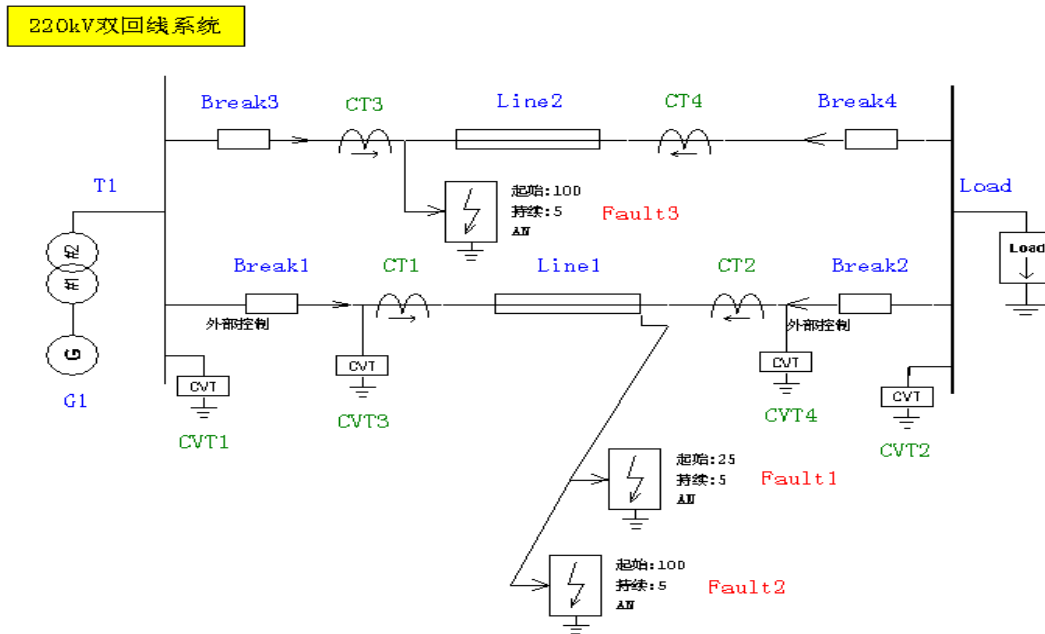 220kV双回线系统
Break3
CT3
Line2
CT4
Break4
T1
Load
起始:100
持续:5
AN
Fault3
#2
#1
Break1
CT1
Line1
CT2
Break2
Load
外部控制
外部控制
G
G1
CVT
CVT1
CVT
CVT3
CVT
CVT4
CVT
CVT2
起始:25
持续:5
AN
Fault1
起始:100
持续:5
AN
Fault2